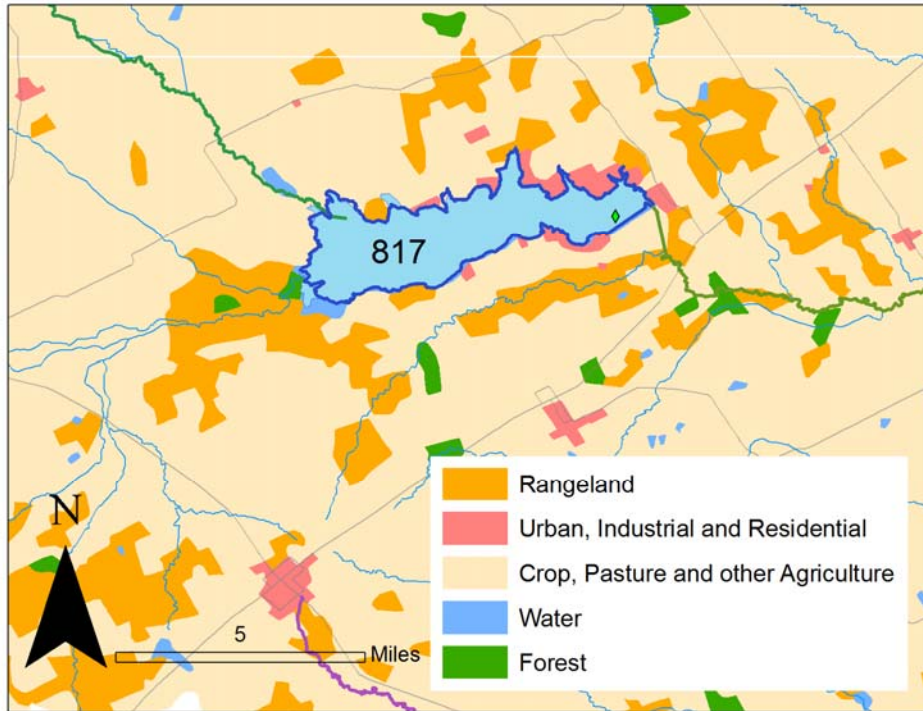 817
Rangeland
Urban, Industrial and Residential
Crop, Pasture and other Agriculture
Water
Forest
N
5
Miles